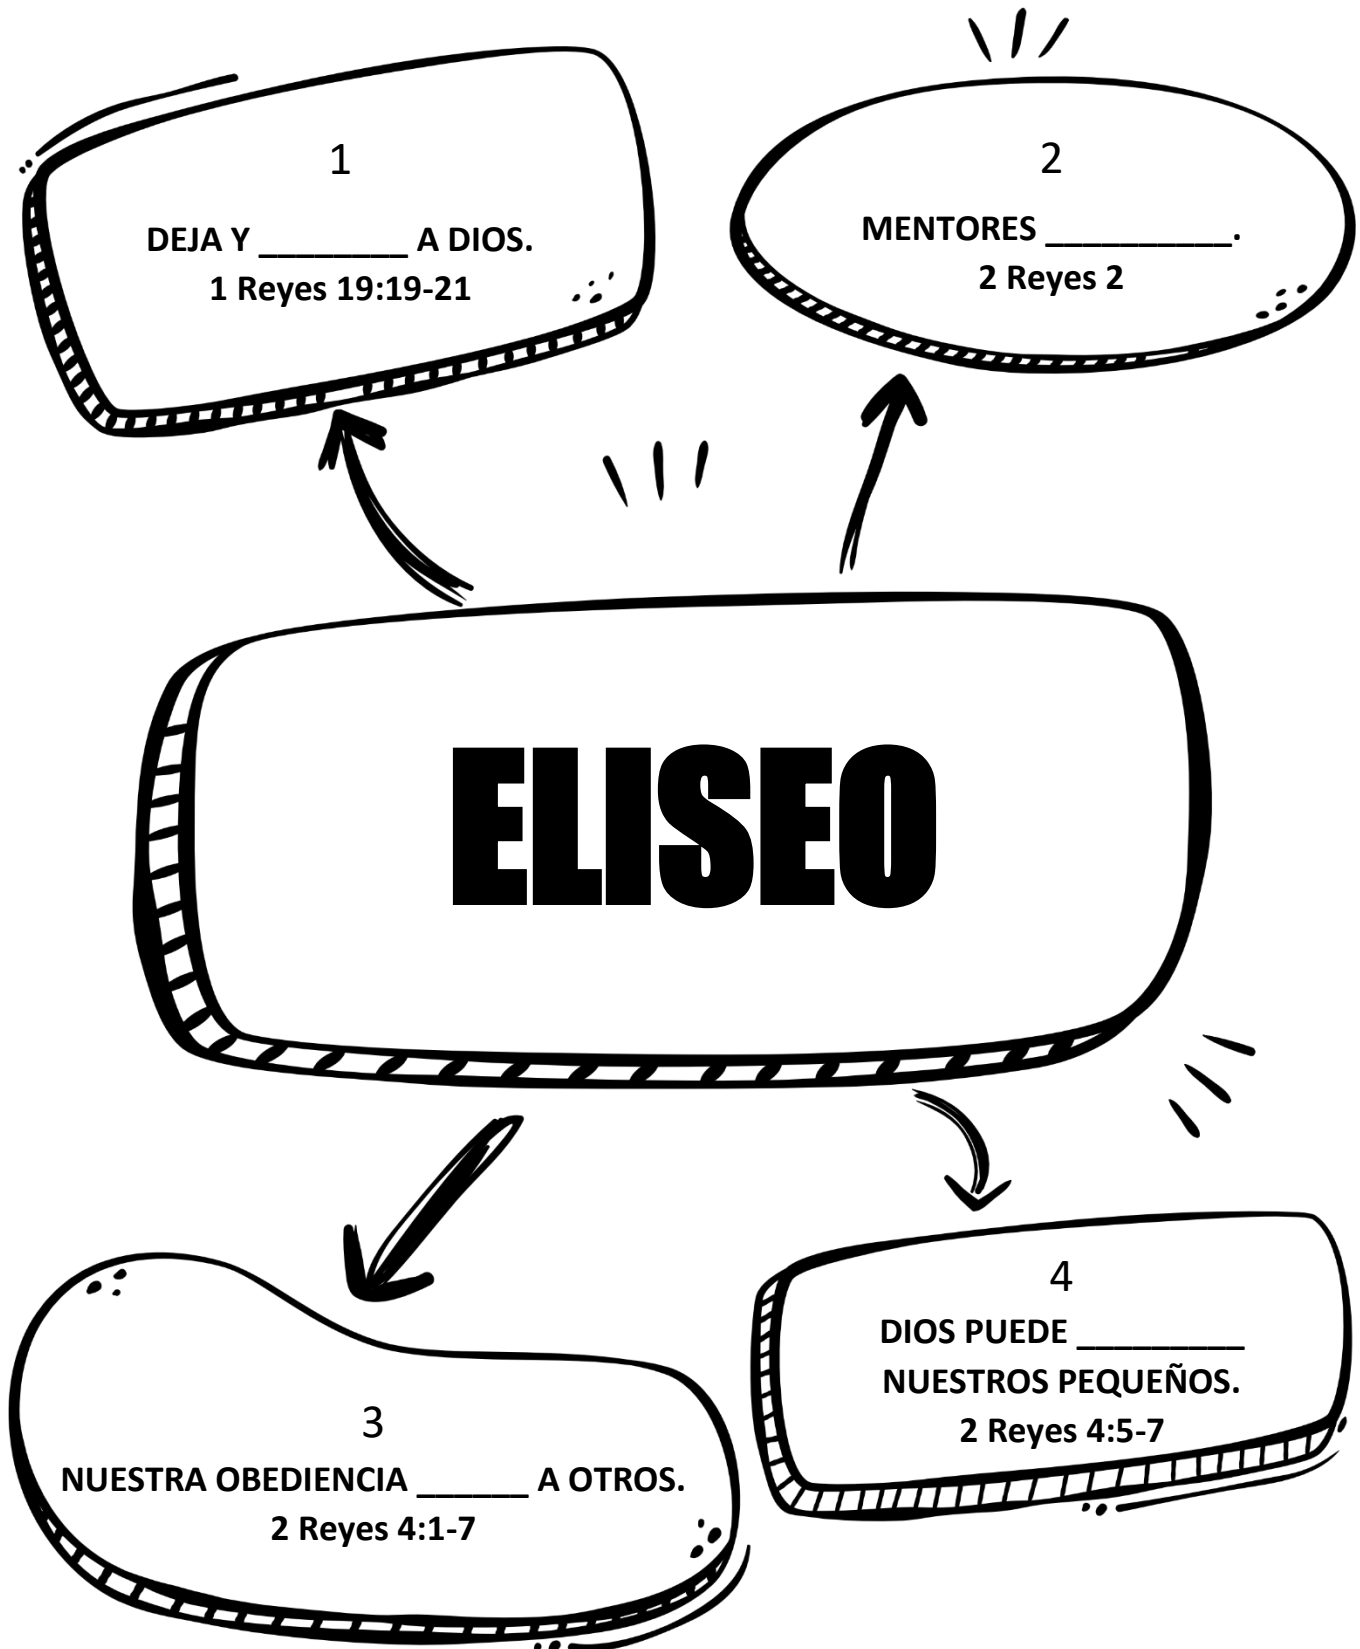 1
DEJA Y ________ A DIOS.
1 Reyes 19:19-21
2
MENTORES __________.
2 Reyes 2
ELISEO
3
NUESTRA OBEDIENCIA ______ A OTROS.
2 Reyes 4:1-7
4
DIOS PUEDE _________
NUESTROS PEQUEÑOS.
2 Reyes 4:5-7